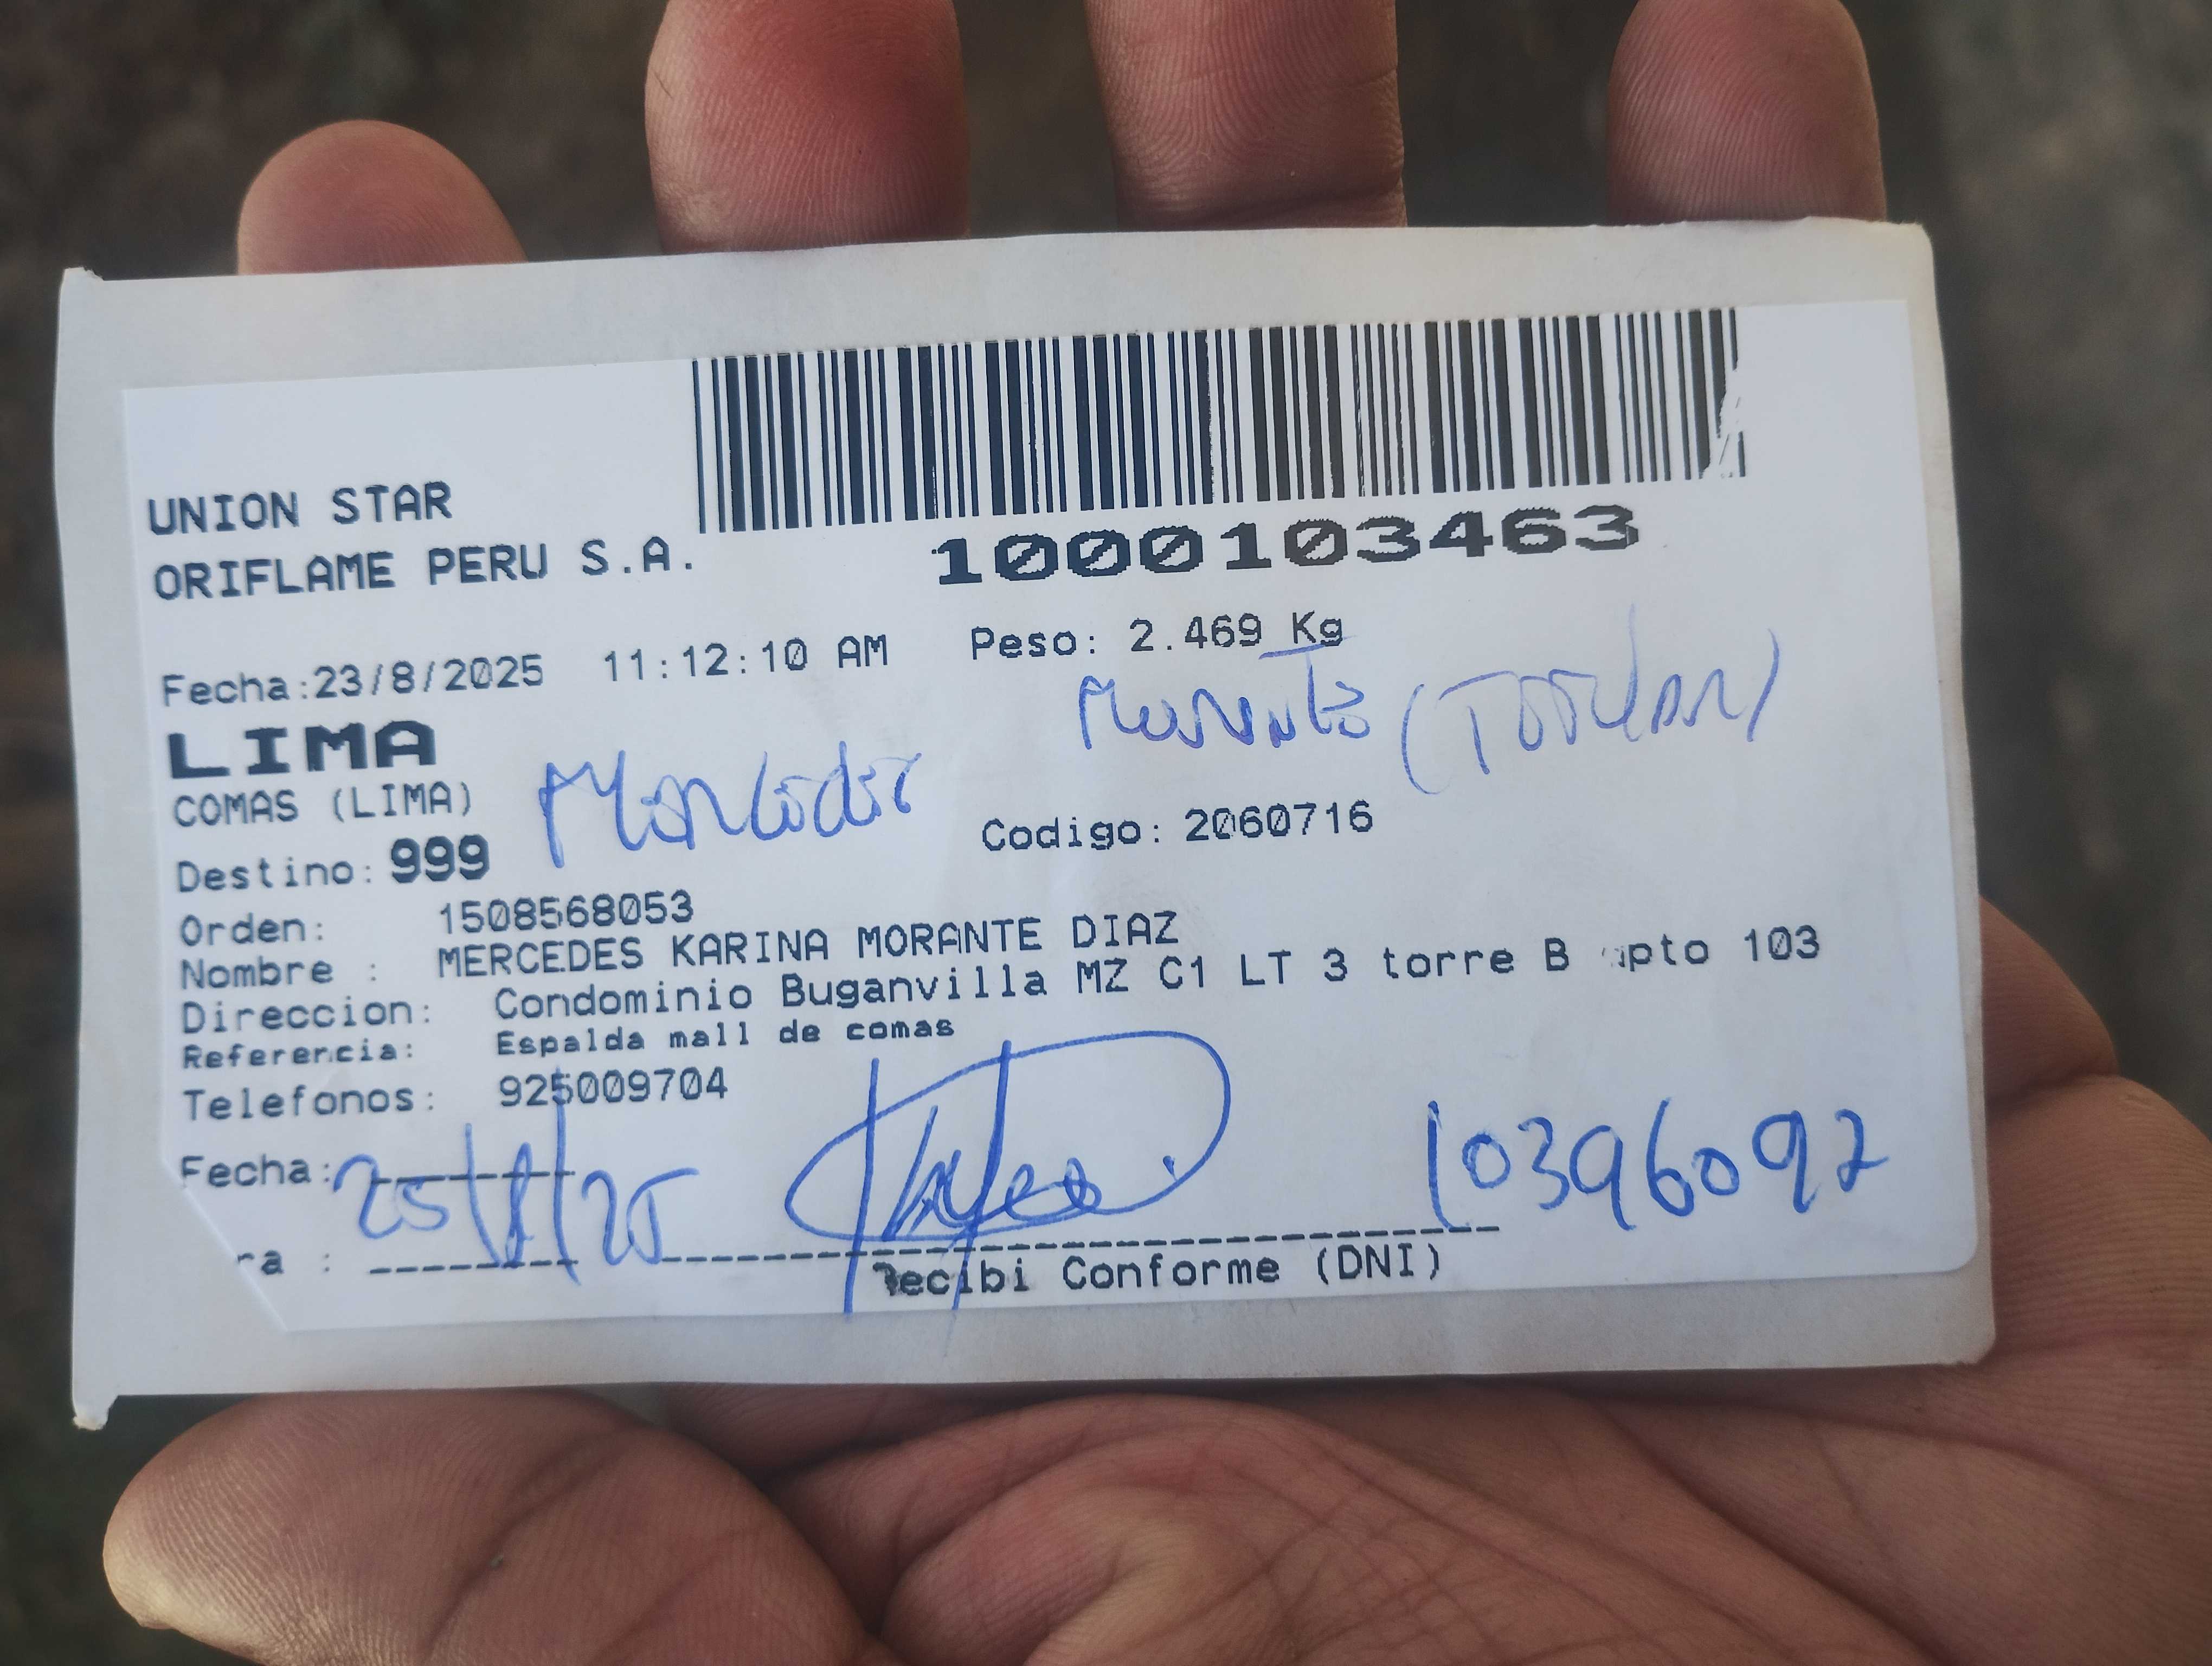 UNION STAR
ORIFLAME PERU S.A.
1000103463
Fecha:23/8/2025 11:12:10 AM Peso: 2.469 Kg
LIMA
COMAS (LIMA)
Destino: 999 Codigo: 2060716
Orden: 1508568053
Nombre : MERCEDES KARINA MORANTE DIAZ
Direccion: Condominio Buganvilla MZ C1 LT 3 torre B apto 103
Referencia: Espalda mall de comas
Telefonos: 925009704
Fecha: 25/8/25
10396092
ra :
Recibi Conforme (DNI)